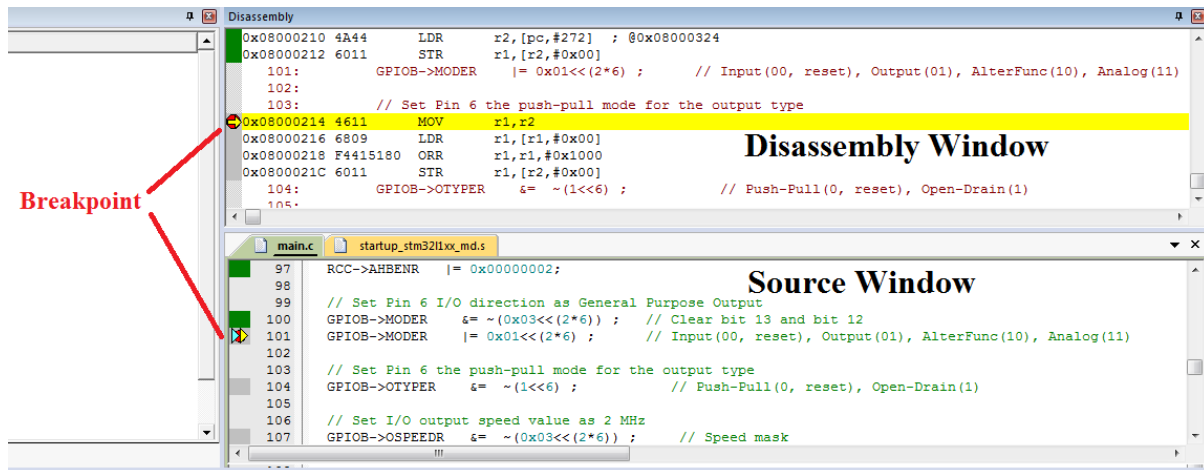 Disassembly
0x08000210 4A44 LDR r2,[pc,#272] ; @0x08000324
0x08000212 6011 STR r1,[r2,#0x00]
101: GPIOB->MODER |= 0x01<<(2*6) ; // Input(00, reset), Output(01), AlterFunc(10), Analog(11)
102:
103: // Set Pin 6 the push-pull mode for the output type
0x08000214 4611 MOV r1,r2
0x08000216 6809 LDR r1,[r1,#0x00]
0x08000218 F4415180 ORR r1,r1,#0x1000
0x0800021C 6011 STR r1,[r2,#0x00]
104: GPIOB->OTYPER &= ~(1<<6) ; // Push-Pull(0, reset), Open-Drain(1)
105:
Disassembly Window
Breakpoint
main.c startup_stm32l1xx_md.s
97 RCC->AHBENR |= 0x00000002;
98
99 // Set Pin 6 I/O direction as General Purpose Output
100 GPIOB->MODER &= ~(0x03<<(2*6)) ; // Clear bit 13 and bit 12
101 GPIOB->MODER |= 0x01<<(2*6) ; // Input(00, reset), Output(01), AlterFunc(10), Analog(11)
102
103 // Set Pin 6 the push-pull mode for the output type
104 GPIOB->OTYPER &= ~(1<<6) ; // Push-Pull(0, reset), Open-Drain(1)
105
106 // Set I/O output speed value as 2 MHz
107 GPIOB->OSPEEDR &= ~(0x03<<(2*6)) ; // Speed mask
Source Window